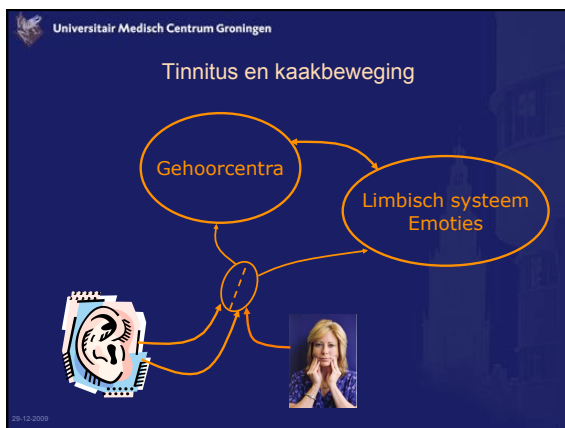 Universitair Medisch Centrum Groningen
Tinnitus en kaakbeweging
Gehoorcentra
Limbisch systeem
Emoties
29-12-2009